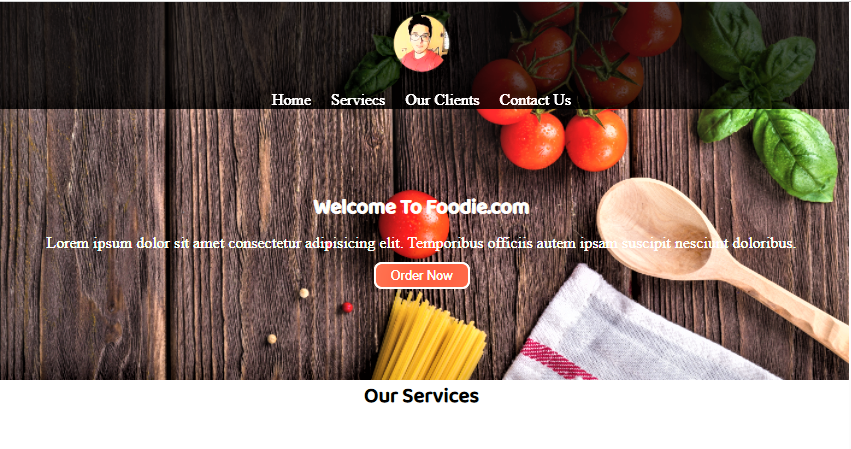 Home Serviecs Our Clients Contact Us
Welcome To Foodie.com
Lorem ipsum dolor sit amet consectetur adipisicing elit. Temporibus officiis autem ipsam suscipit nesciunt doloribus.
Order Now
Our Services